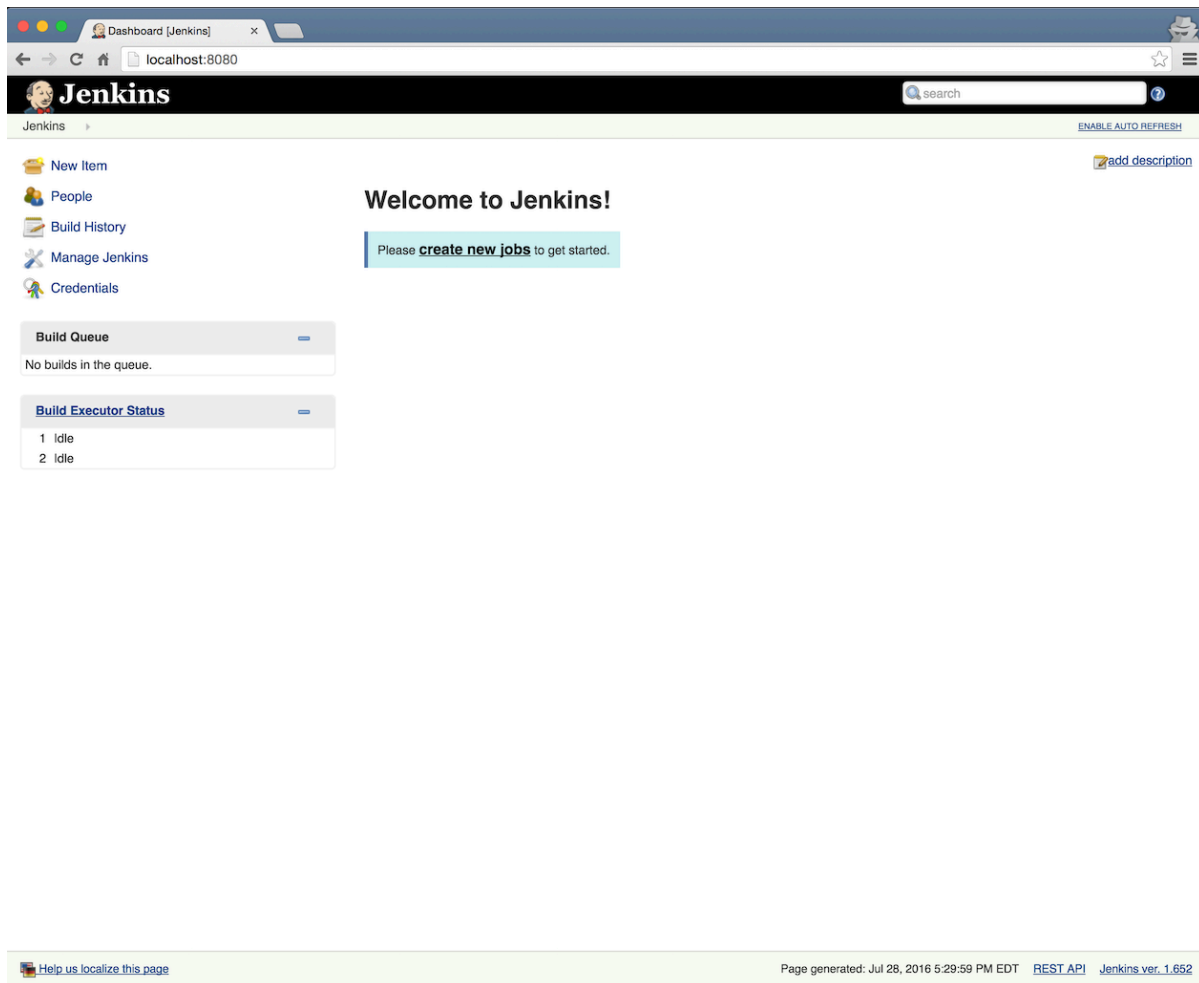 Dashboard [Jenkins]
localhost:8080
Jenkins
search
Jenkins
ENABLE AUTO REFRESH
New Item
People
Build History
Manage Jenkins
Credentials
Build Queue
No builds in the queue.
Build Executor Status
1 Idle
2 Idle
add description
Welcome to Jenkins!
Please create new jobs to get started.
Help us localize this page
Page generated: Jul 28, 2016 5:29:59 PM EDT REST API Jenkins ver. 1.652